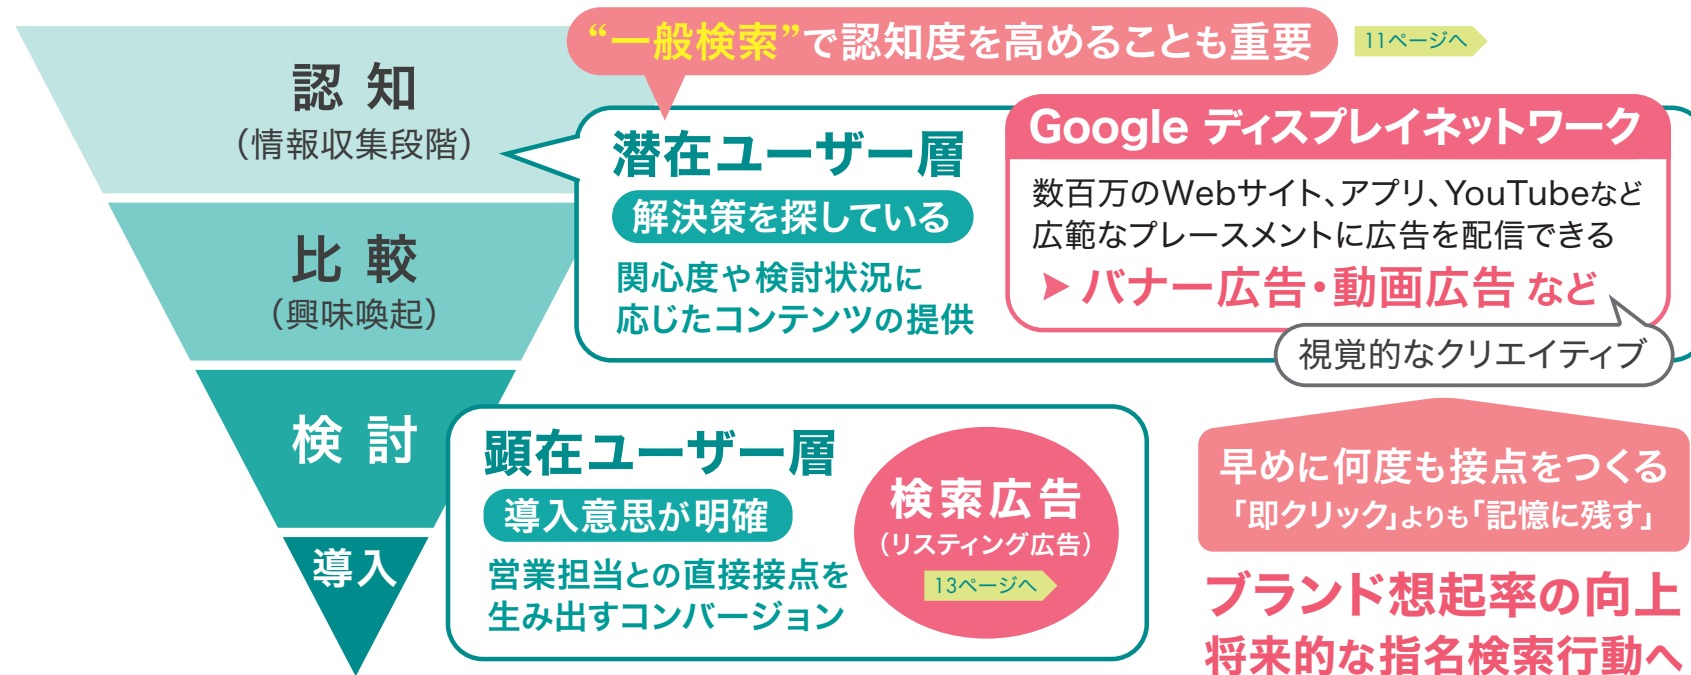 “一般検索”で認知度を高めることも重要
11ページへ
認 知
（情報収集段階）
比 較
（興味喚起）
検 討
導入
潜在ユーザー層
解決策を探している
関心度や検討状況に
応じたコンテンツの提供
Google ディスプレイネットワーク
数百万のWebサイト、アプリ、YouTubeなど
広範なプレースメントに広告を配信できる
➤ バナー広告・動画広告 など
視覚的なクリエイティブ
顕在ユーザー層
導入意思が明確
営業担当との直接接点を
生み出すコンバージョン
検索広告
（リスティング広告）
13ページへ
早めに何度も接点をつくる
「即クリック」よりも「記憶に残す」
ブランド想起率の向上
将来的な指名検索行動へ